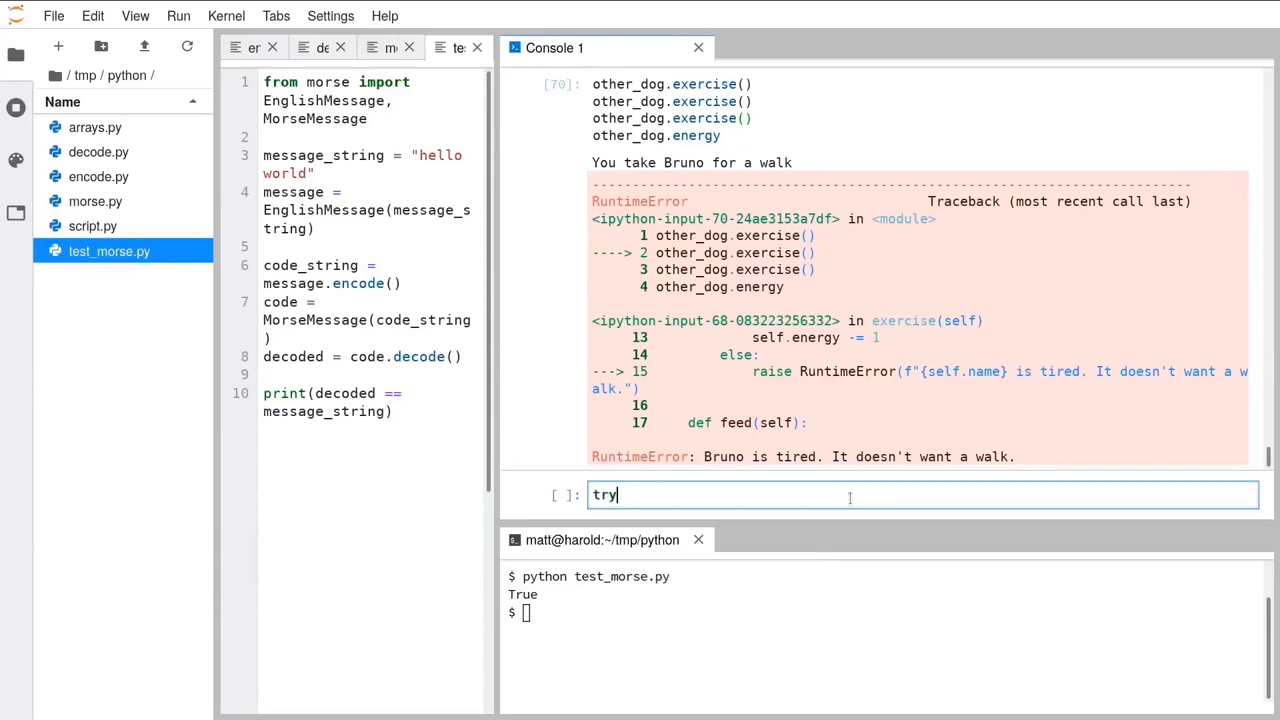 File Edit View Run Kernel Tabs Settings Help
/ tmp / python /
Name
arrays.py
decode.py
encode.py
morse.py
script.py
test_morse.py
er
de
mo
tes
1 from morse import
EnglishMessage,
MorseMessage
2
3 message_string = "hello
world"
4 message =
EnglishMessage(message_s
tring)
5
6 code_string =
message.encode()
7 code =
MorseMessage(code_string
)
8 decoded = code.decode()
9
10 print(decoded ==
message_string)
Console 1
[70]: other_dog.exercise()
other_dog.exercise()
other_dog.exercise()
other_dog.energy
You take Bruno for a walk
---------------------------------------------------------------------------
RuntimeError Traceback (most recent call last)
<ipython-input-70-24ae3153a7df> in <module>
1 other_dog.exercise()
----> 2 other_dog.exercise()
3 other_dog.exercise()
4 other_dog.energy
<ipython-input-68-083223256332> in exercise(self)
13 self.energy -= 1
14 else:
---> 15 raise RuntimeError(f"{self.name} is tired. It doesn't want a w
alk.")
16
17 def feed(self):
RuntimeError: Bruno is tired. It doesn't want a walk.
[ ]: try
matt@harold:~/tmp/python
$ python test_morse.py
True
$